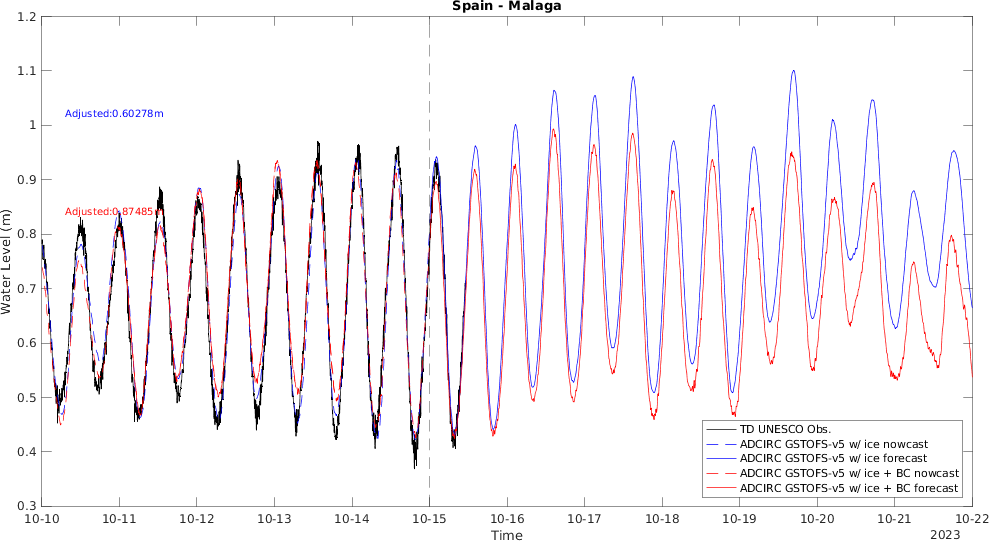 Spain - Malaga
1.2
1.1
1
0.9
0.8
0.7
0.6
0.5
0.4
0.3
Water Level (m)
Adjusted:0.60278m
Adjusted:0.87485
TD UNESCO Obs.
ADCIRC GSTOFS-v5 w/ ice nowcast
ADCIRC GSTOFS-v5 w/ ice forecast
ADCIRC GSTOFS-v5 w/ ice + BC nowcast
ADCIRC GSTOFS-v5 w/ ice + BC forecast
10-10 10-11 10-12 10-13 10-14 10-15 10-16 10-17 10-18 10-19 10-20 10-21 10-22
Time
2023